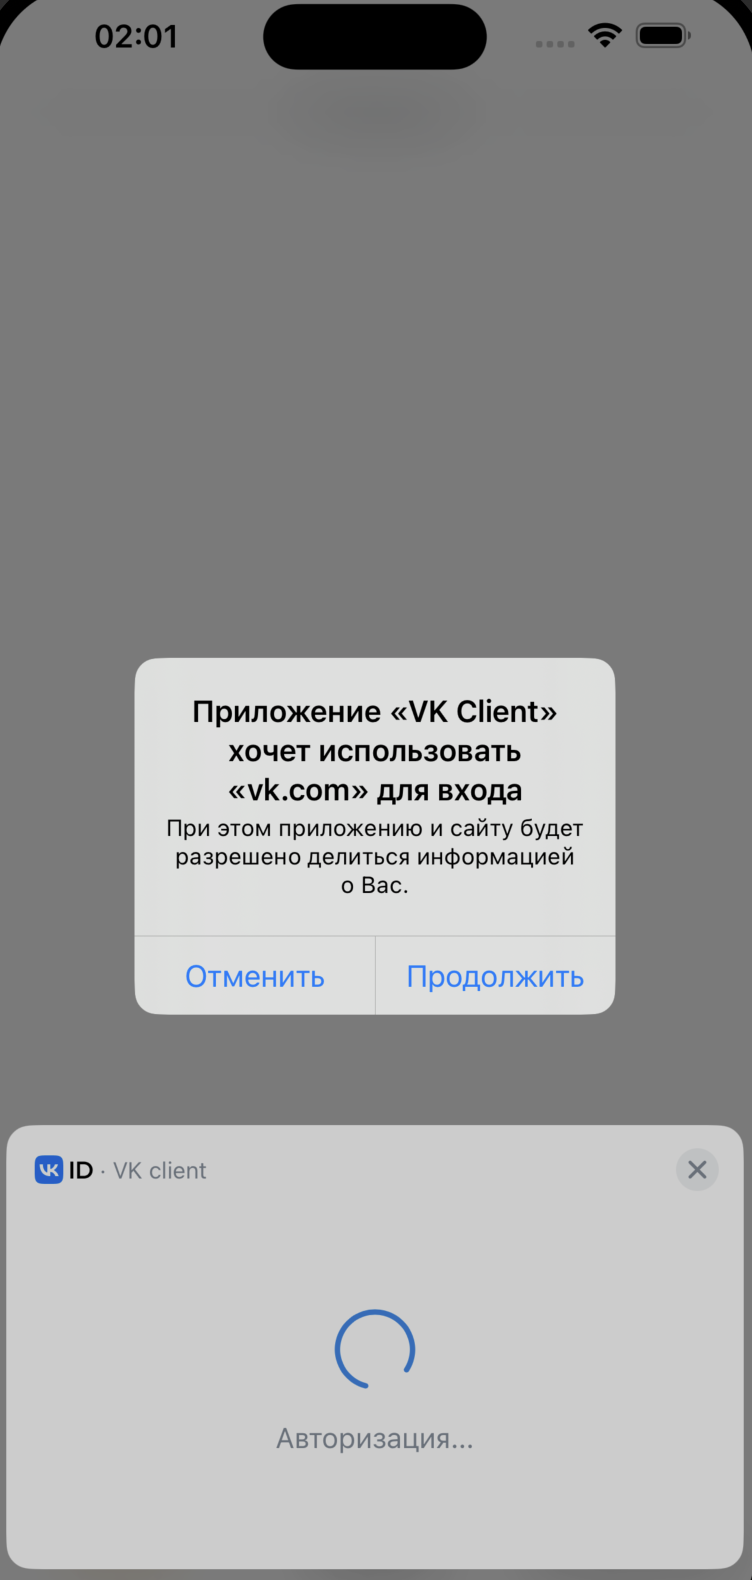 02:01
Приложение «VK Client»
хочет использовать
«vk.com» для входа
При этом приложению и сайту будет
разрешено делиться информацией
о Вас.
Отменить
Продолжить
VK ID · VK client
Авторизация...